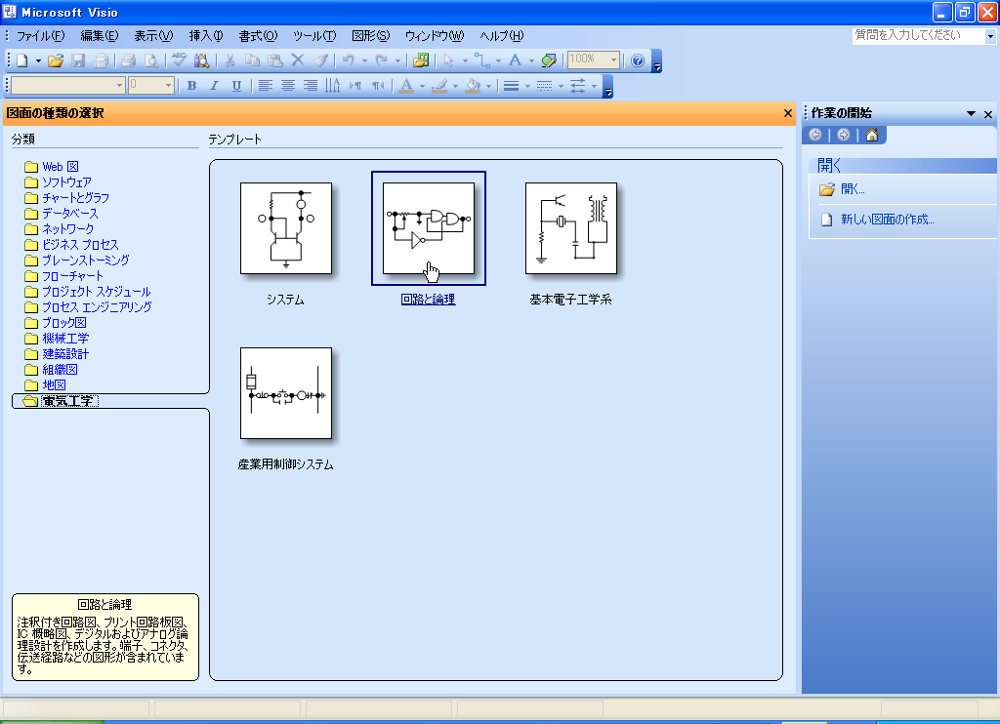 Microsoft Visio
ファイル(F) 編集(E) 表示(V) 挿入(I) 書式(O) ツール(T) 図形(S) ウィンドウ(W) ヘルプ(H) 質問を入力してください
100%
0 B I U A
図面の種類の選択
作業の開始
分類
テンプレート
Web 図
ソフトウェア
チャートとグラフ
データベース
ネットワーク
ビジネス プロセス
ブレーンストーミング
フローチャート
プロジェクト スケジュール
プロセス エンジニアリング
ブロック図
機械工学
建築設計
組織図
地図
電気工学
システム
回路と論理
基本電子工学系
産業用制御システム
回路と論理
注釈付き回路図、プリント回路板図、
IC 概略図、デジタルおよびアナログ論
理設計を作成します。端子、コネクタ、
伝送経路などの図形が含まれていま
す。
開く
開く...
新しい図面の作成...